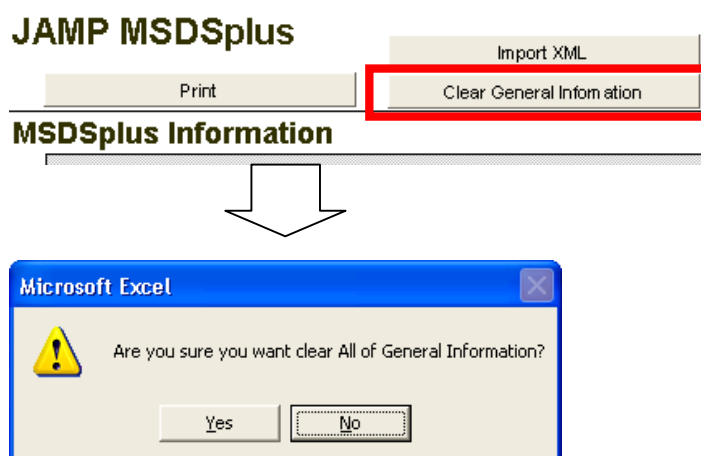 JAMP MSDSplus
Import XML
Print
Clear General Infomation
MSDSplus Information
Microsoft Excel
Are you sure you want clear All of General Information?
Yes
No